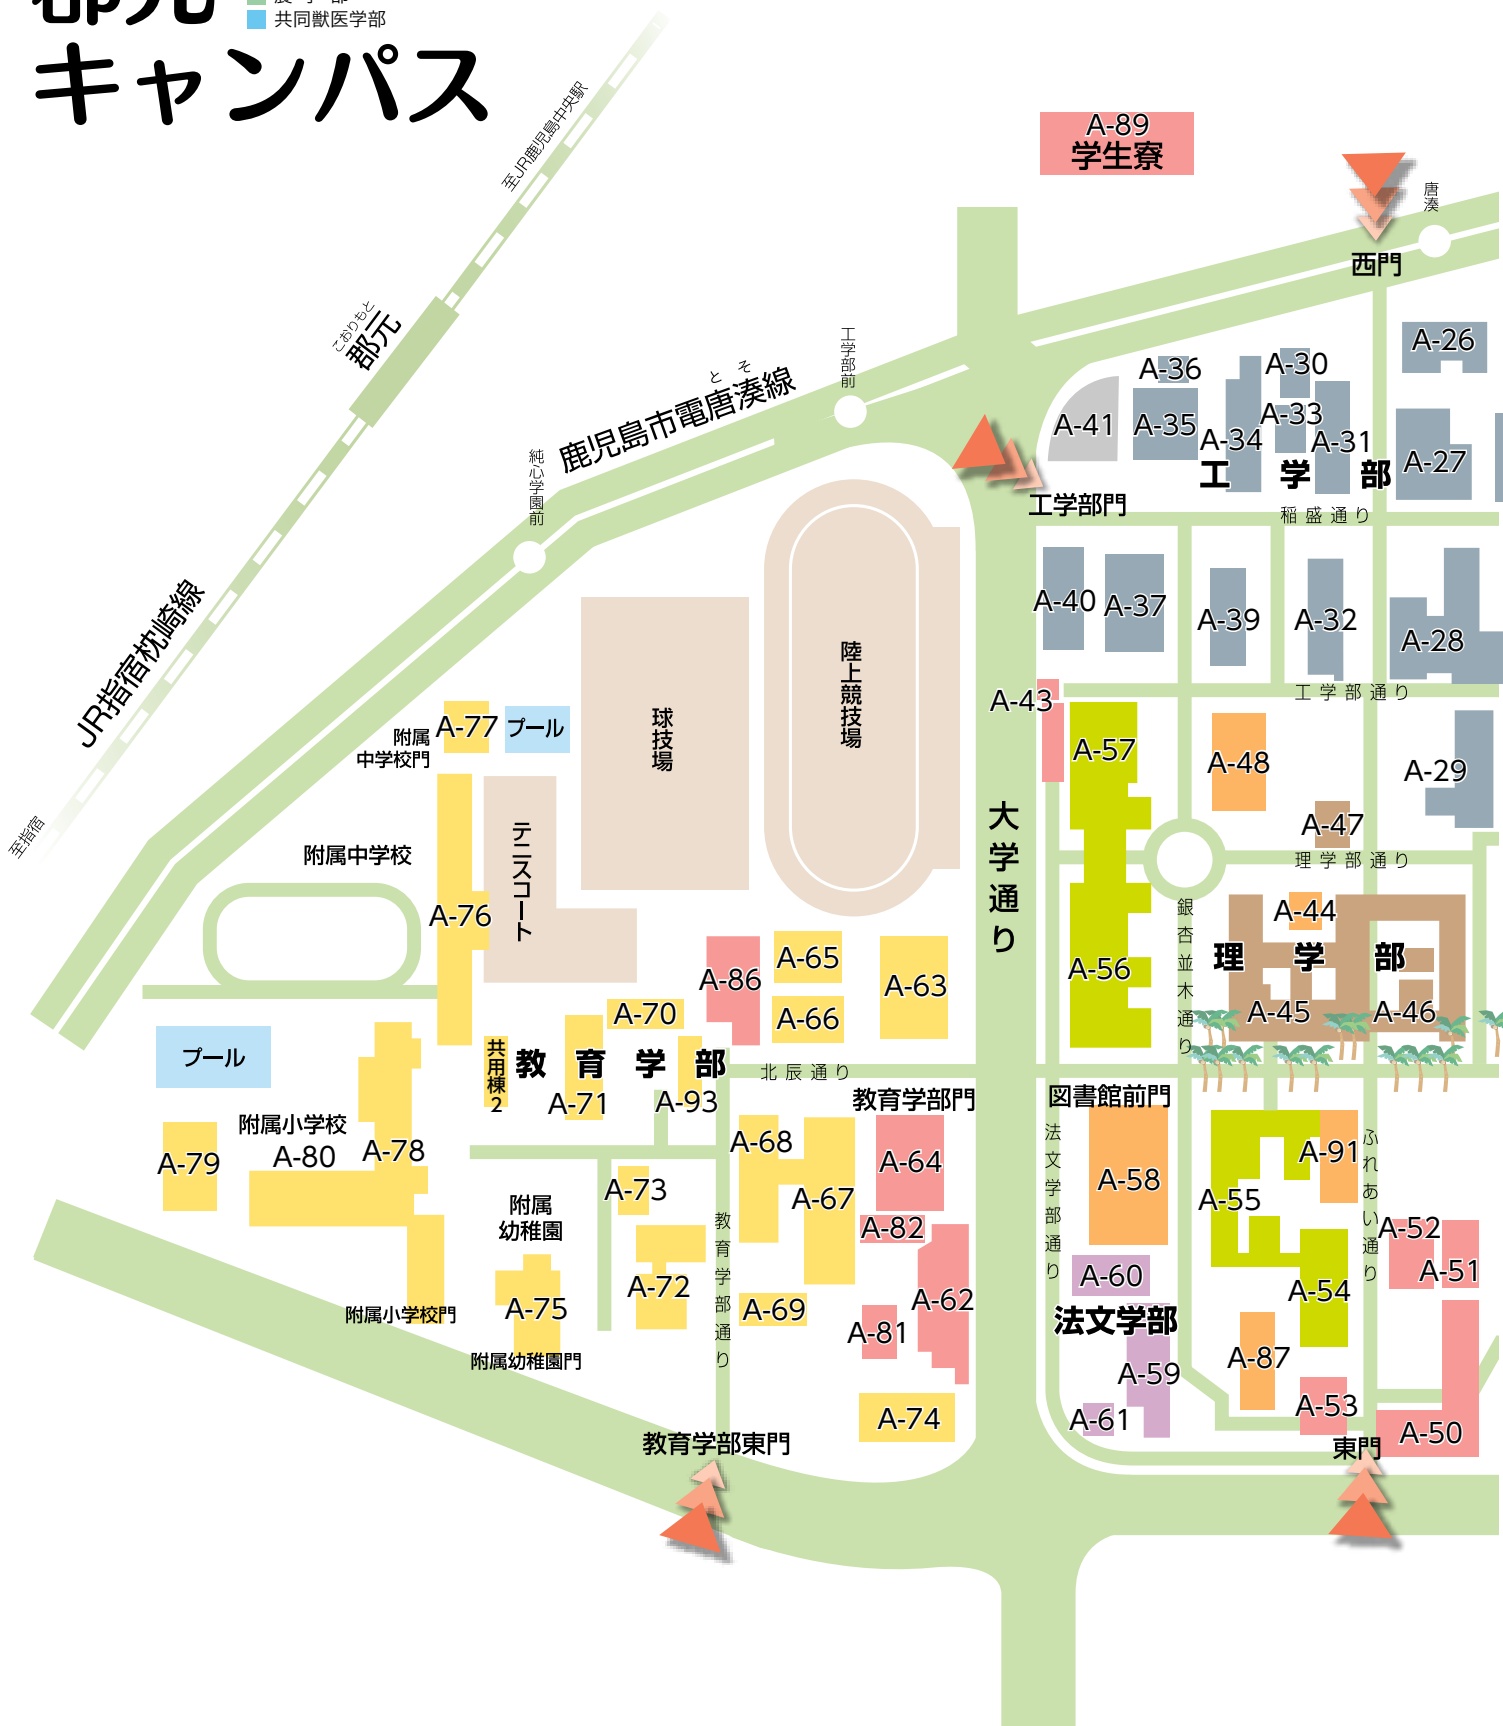 郡元
農学部
共同獣医学部
キャンパス
至JR鹿児島中央駅
A-89
学生寮
唐湊
西門
こおりもと
郡元
工学部前
とそ
鹿児島市電唐湊線
純心学園前
JR指宿枕崎線
至指宿
A-26
A-36
A-30
A-41
A-35
A-34
A-33
A-31
A-27
工学部
工学部門
稲盛通り
A-40
A-37
A-39
A-32
A-28
工学部通り
A-43
A-57
A-48
A-29
A-47
理学部通り
陸上競技場
球技場
A-77
プール
附属
中学校門
附属中学校
テニスコート
A-76
大学通り
銀杏並木通り
A-44
理学部
A-56
A-45
A-46
A-86
A-65
A-63
A-66
A-70
プール
共用棟2
教育学部
A-71
A-93
北辰通り
教育学部門
図書館前門
附属小学校
A-80
A-78
A-79
A-68
A-64
A-67
A-73
附属
幼稚園
A-82
教育学部通り
法文学部通り
A-58
A-91
A-55
ふれあい通り
A-52
A-51
A-72
A-75
A-69
A-62
A-60
A-54
附属小学校門
附属幼稚園門
A-81
法文学部
A-59
A-87
A-74
A-61
A-53
A-50
教育学部東門
東門